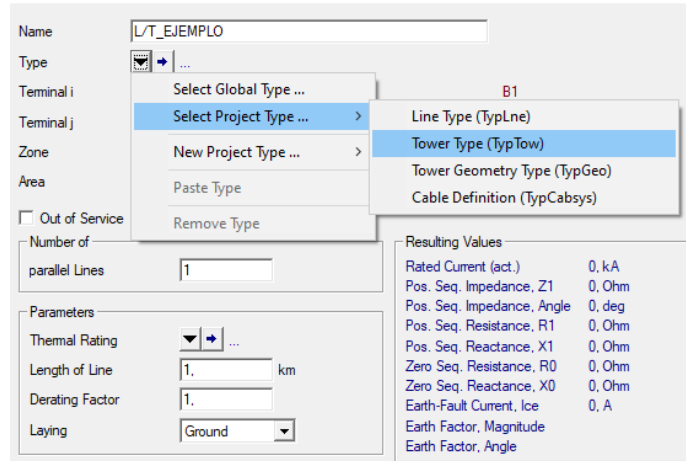 Name L/T_EJEMPLO
Type ...
Terminal i B1
Terminal j
Zone
Area
Select Global Type ...
Select Project Type ... >
New Project Type ... >
Paste Type
Remove Type
Line Type (TypLne)
Tower Type (TypTow)
Tower Geometry Type (TypGeo)
Cable Definition (TypCabsys)
Out of Service
Number of
parallel Lines 1
Parameters
Thermal Rating ...
Length of Line 1, km
Derating Factor 1,
Laying Ground
Resulting Values
Rated Current (act.) 0, kA
Pos. Seq. Impedance, Z1 0, Ohm
Pos. Seq. Impedance, Angle 0, deg
Pos. Seq. Resistance, R1 0, Ohm
Pos. Seq. Reactance, X1 0, Ohm
Zero Seq. Resistance, R0 0, Ohm
Zero Seq. Reactance, X0 0, Ohm
Earth-Fault Current, Ice 0, A
Earth Factor, Magnitude
Earth Factor, Angle